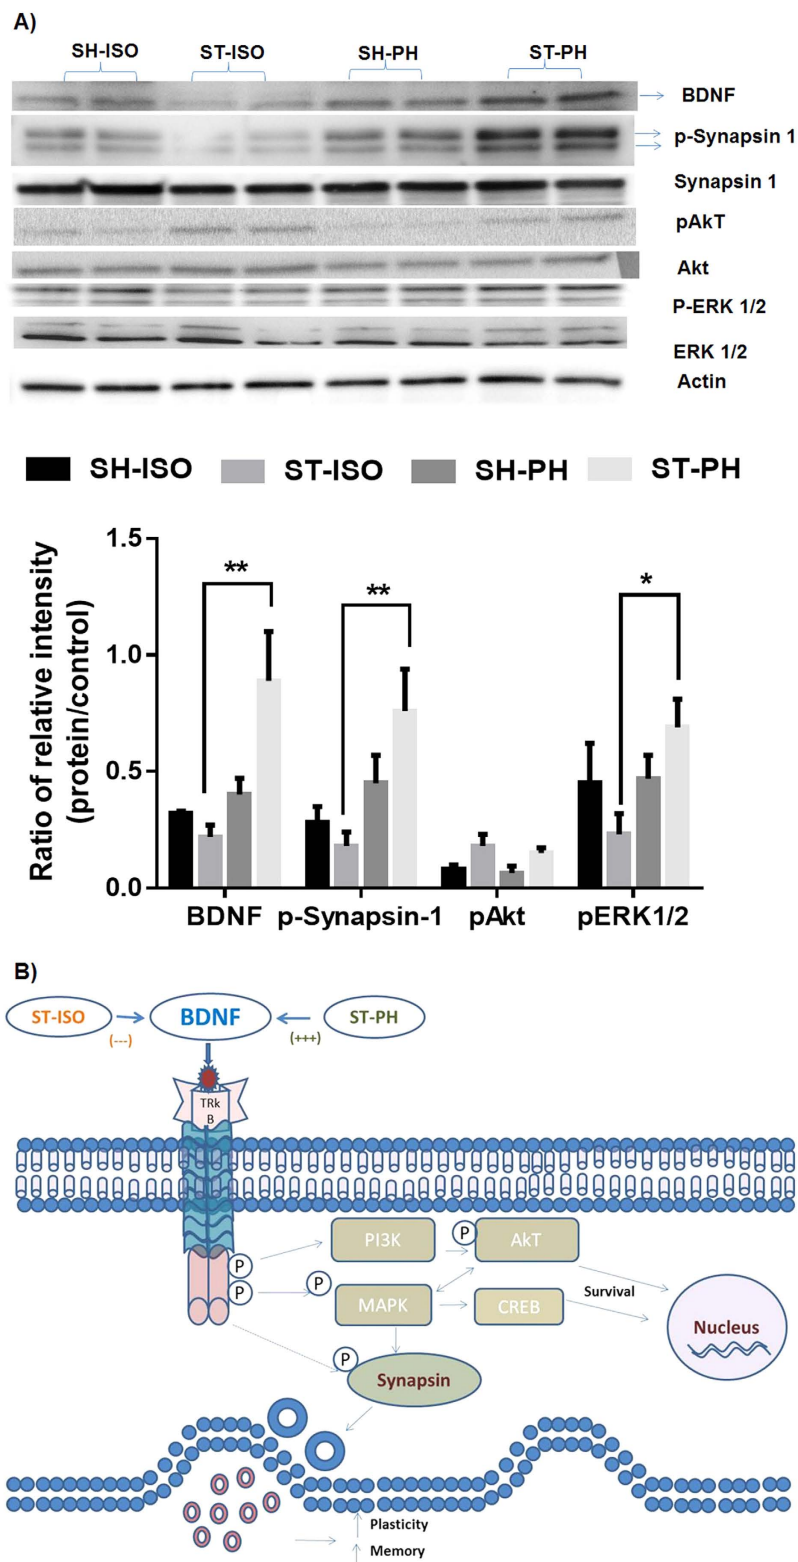 A)
SH-ISO ST-ISO SH-PH ST-PH
BDNF
p-Synapsin 1
Synapsin 1
pAkT
Akt
P-ERK 1/2
ERK 1/2
Actin
SH-ISO ST-ISO SH-PH ST-PH
Ratio of relative intensity
(protein/control)
1.5
1.0
0.5
0.0
** ** *
BDNF p-Synapsin-1 pAkt pERK1/2
B)
ST-ISO BDNF ST-PH
(---) (+++)
TRk
B
PI3K P AkT
P
P
P
MAPK CREB Survival
Nucleus
P
Synapsin
Plasticity
Memory